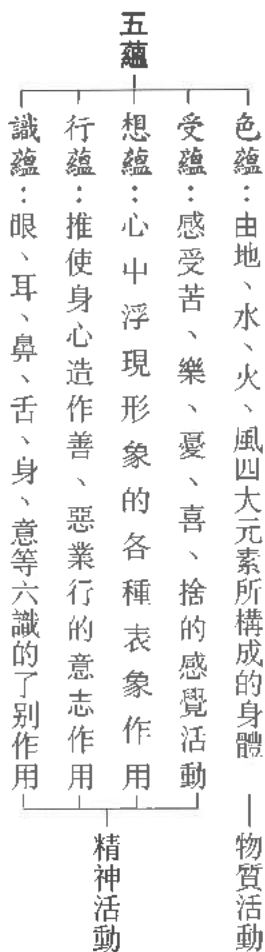 五蘊
色蘊：由地、水、火、風四大元素所構成的身體
物質活動
受蘊：感受苦、樂、憂、喜、捨的感覺活動
想蘊：心中浮現形象的各種表象作用
行蘊：推使身心造作善、惡業行的意志作用
識蘊：眼、耳、鼻、舌、身、意等六識的了別作用
精神活動